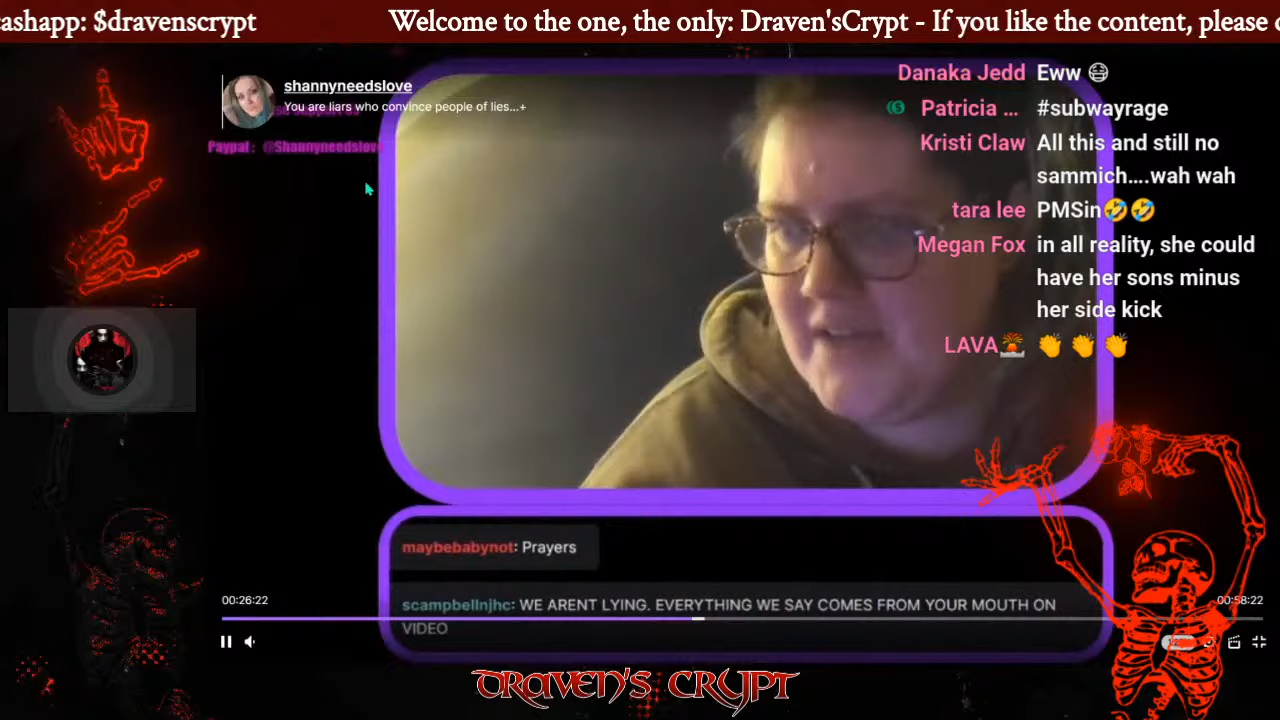 ashapp: $dravenscrypt
Welcome to the one, the only: Draven'sCrypt - If you like the content, please
shannyneedslove
You are liars who convince people of lies...+
Paypal : @Shannyneedslove
Danaka Jedd Eww 😷
Patricia ... #subwayrage
Kristi Claw All this and still no
sammich....wah wah
tara lee PMSin🤣🤣
Megan Fox in all reality, she could
have her sons minus
her side kick
LAVA🌋 👏 👏 👏
maybebabynot: Prayers
scampbellnjhc: WE ARENT LYING. EVERYTHING WE SAY COMES FROM YOUR MOUTH ON
VIDEO
00:26:22
00:58:22
DRAVEN'S CRYPT